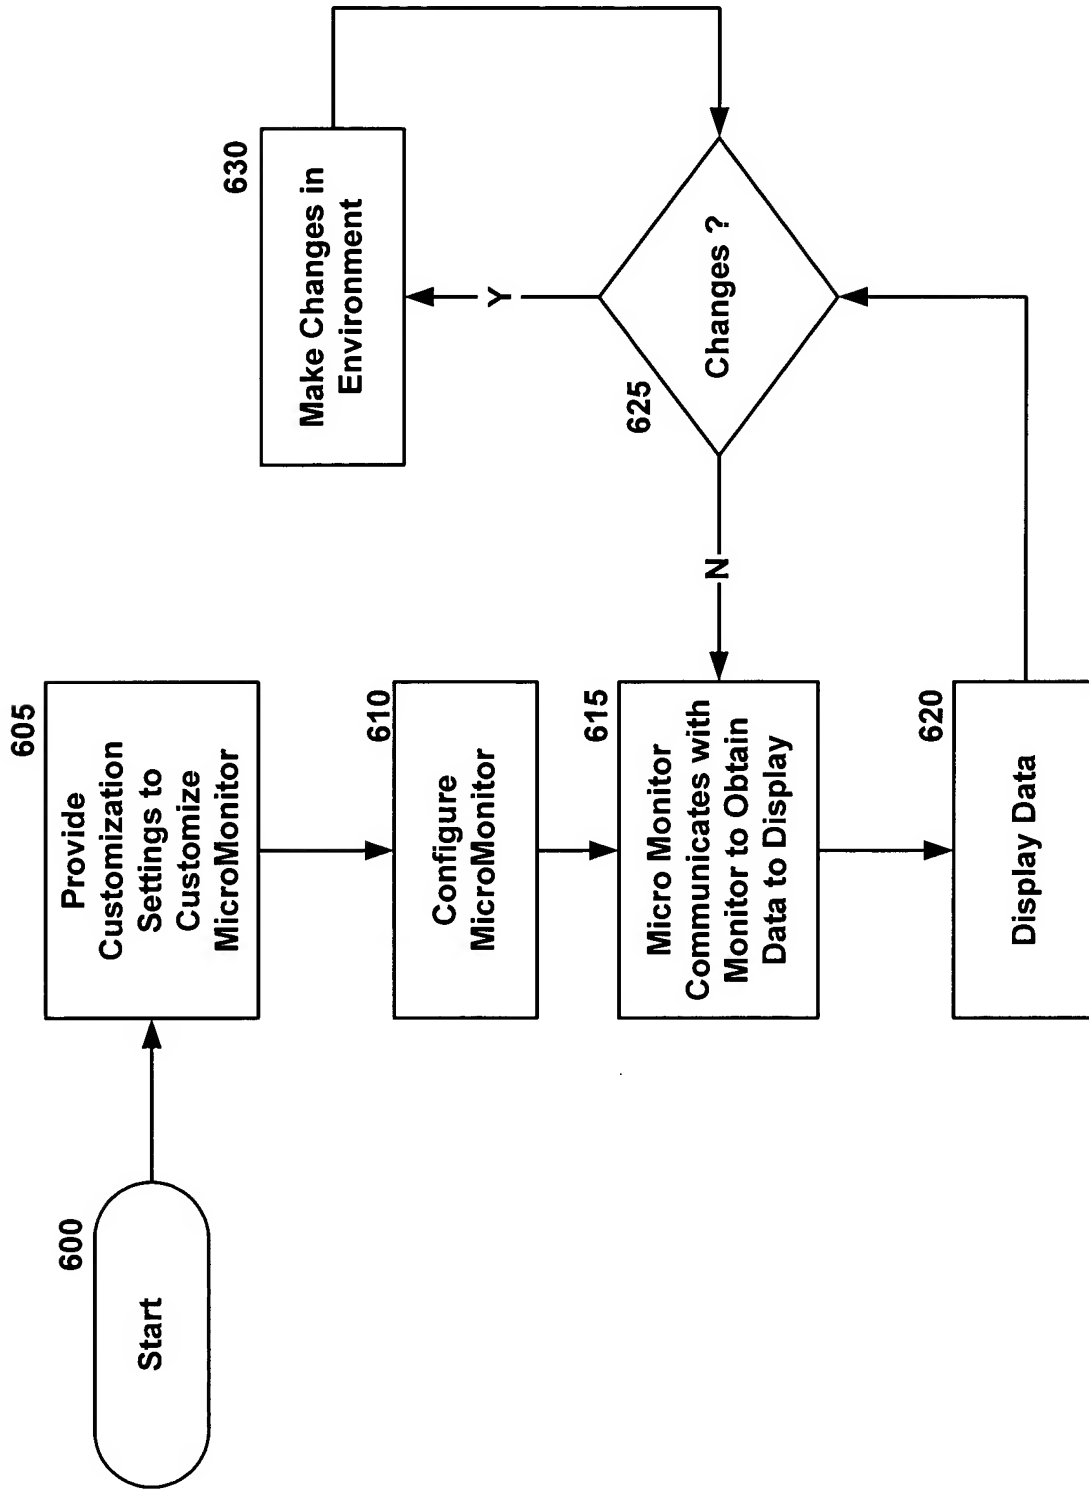 600
Start
605
Provide
Customization
Settings to
Customize
MicroMonitor
610
Configure
MicroMonitor
615
Micro Monitor
Communicates with
Monitor to Obtain
Data to Display
620
Display Data
625
Changes ?
N
Y
630
Make Changes in
Environment